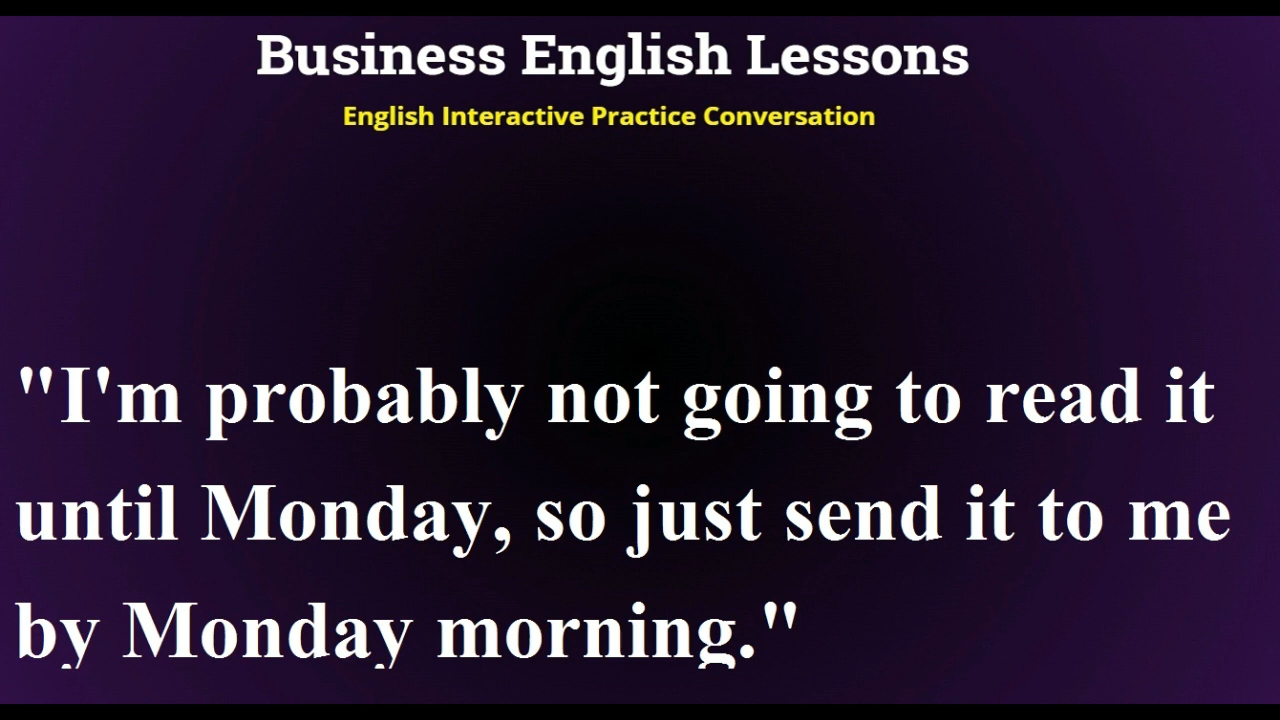 Business English Lessons
English Interactive Practice Conversation
"I'm probably not going to read it
until Monday, so just send it to me
by Monday morning."